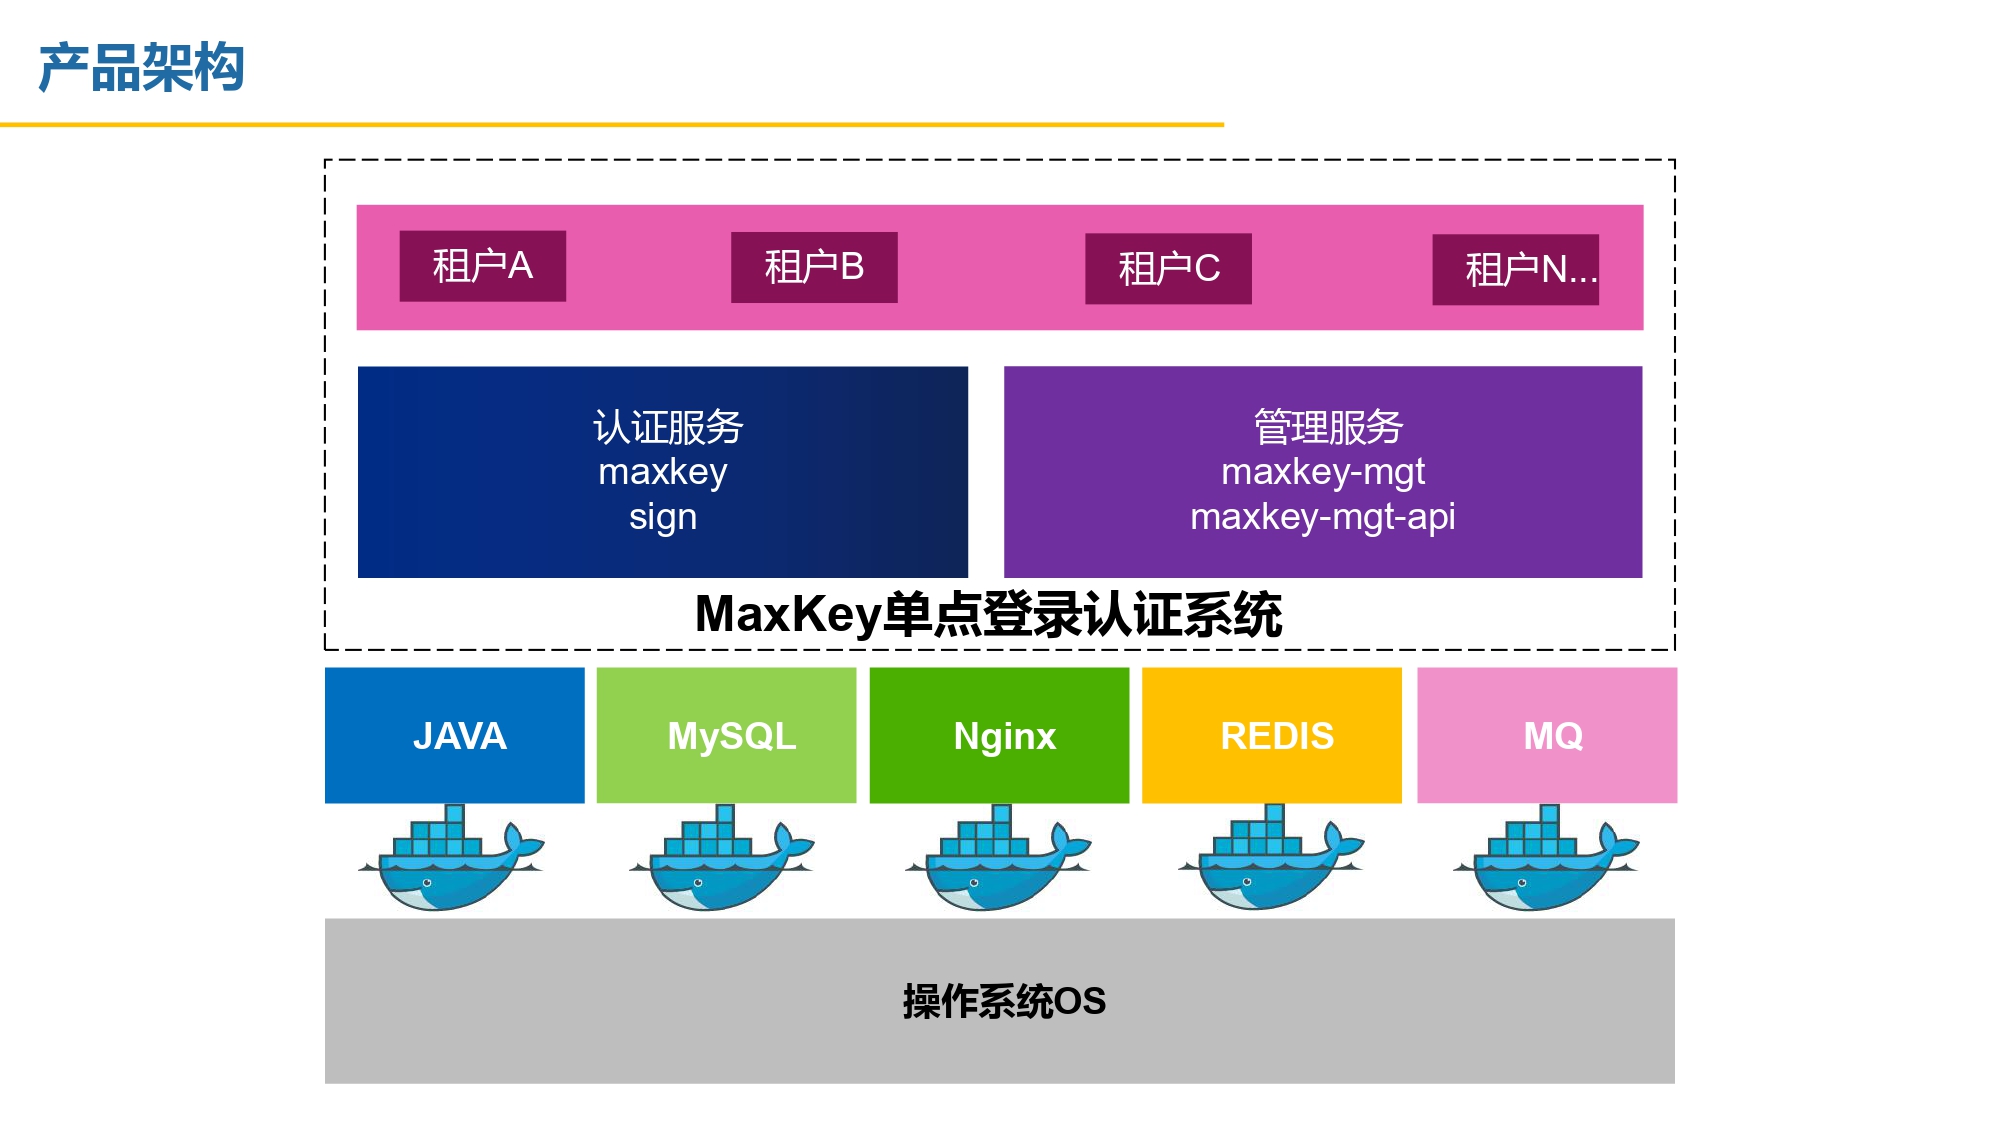 产品架构
租户A
租户B
租户C
租户N...
认证服务
maxkey
sign
管理服务
maxkey-mgt
maxkey-mgt-api
MaxKey单点登录认证系统
JAVA
MySQL
Nginx
REDIS
MQ
操作系统OS